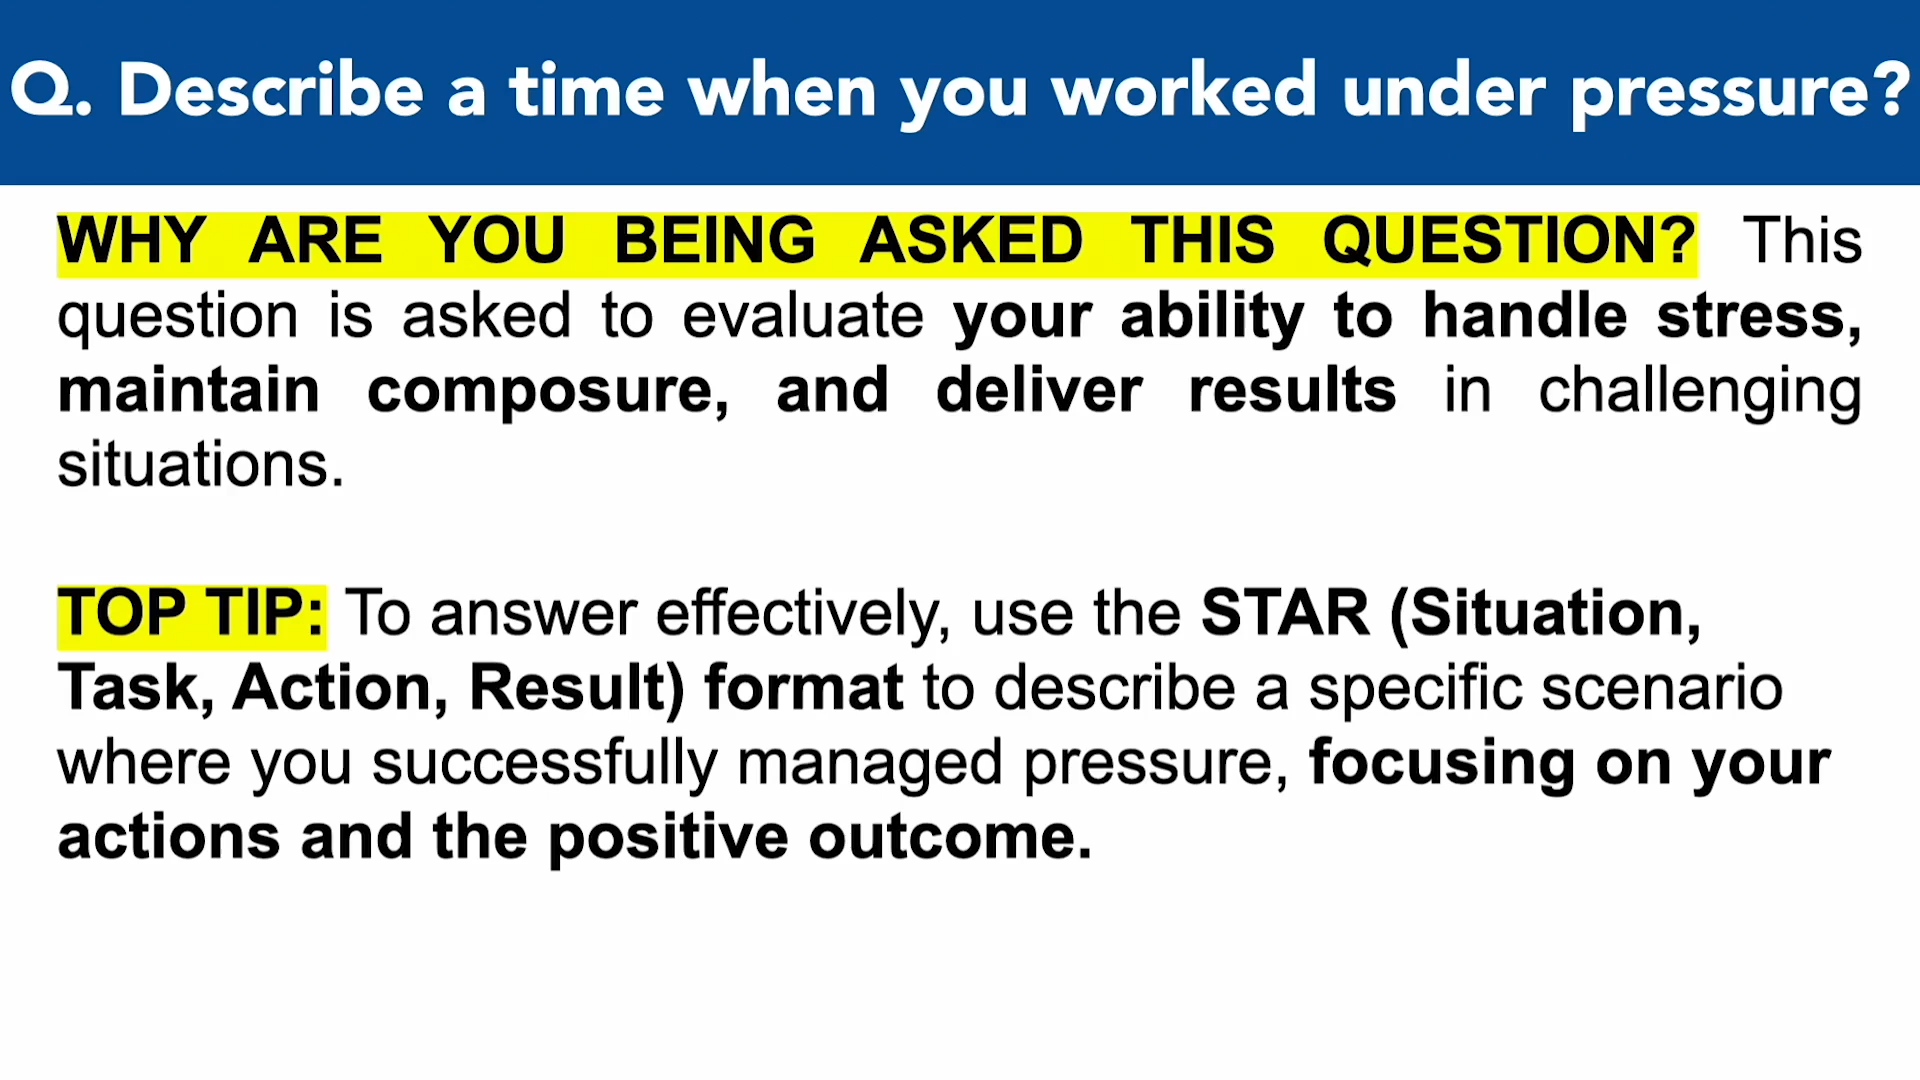 Q. Describe a time when you worked under pressure?
WHY ARE YOU BEING ASKED THIS QUESTION? This
question is asked to evaluate your ability to handle stress,
maintain composure, and deliver results in challenging
situations.
TOP TIP: To answer effectively, use the STAR (Situation,
Task, Action, Result) format to describe a specific scenario
where you successfully managed pressure, focusing on your
actions and the positive outcome.